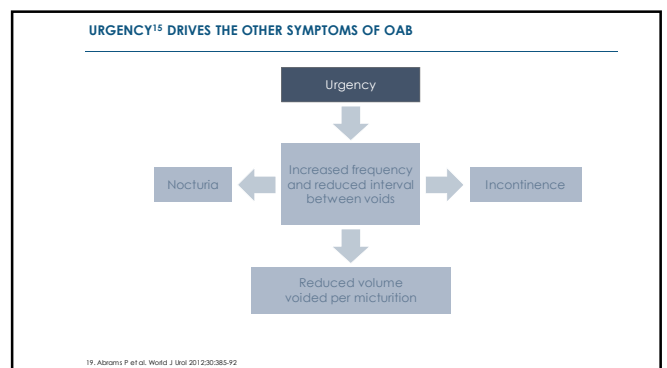 URGENCY¹⁵ DRIVES THE OTHER SYMPTOMS OF OAB
Urgency
Increased frequency
and reduced interval
between voids
Nocturia
Incontinence
Reduced volume
voided per micturition
19. Abrams P et al. World J Urol 2012;30:385-92